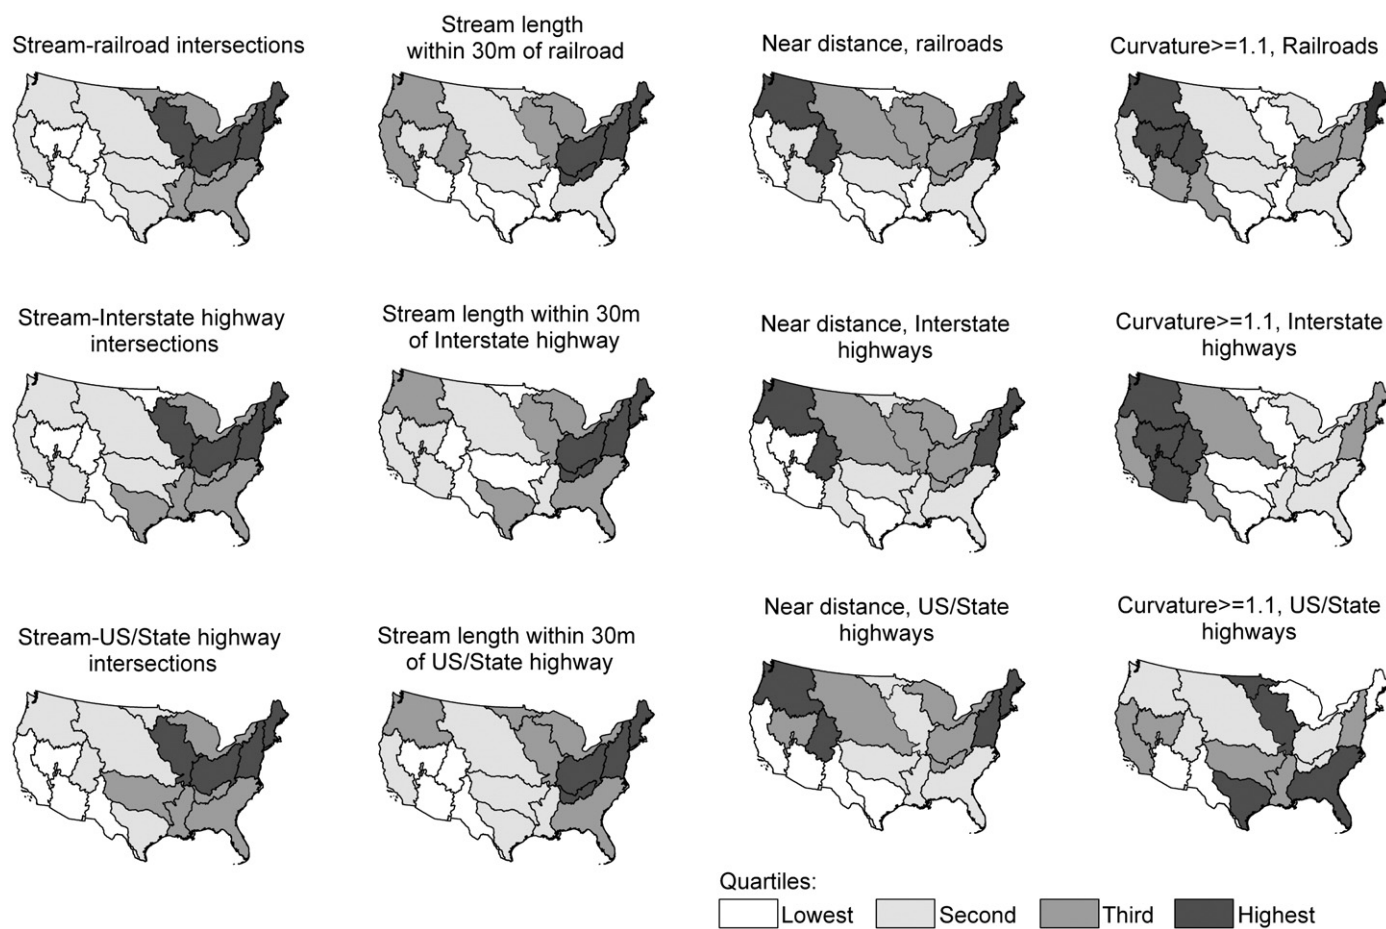 Stream-railroad intersections
Stream length
within 30m of railroad
Near distance, railroads
Curvature>=1.1, Railroads
Stream-Interstate highway
intersections
Stream length within 30m
of Interstate highway
Near distance, Interstate
highways
Curvature>=1.1, Interstate
highways
Stream-US/State highway
intersections
Stream length within 30m
of US/State highway
Near distance, US/State
highways
Curvature>=1.1, US/State
highways
Quartiles:
Lowest
Second
Third
Highest